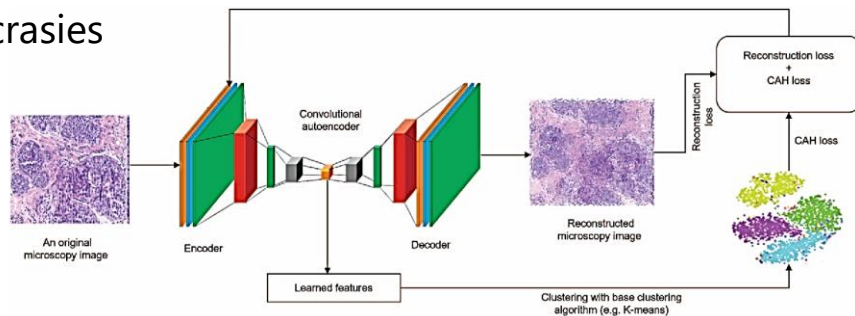 crasies
Reconstruction loss
+
CAH loss
Convolutional
autoencoder
Reconstruction
loss
CAH loss
An original
microscopy image
Encoder
Decoder
Reconstructed
microscopy image
Learned features
Clustering with base clustering
algorithm (e.g. K-means)